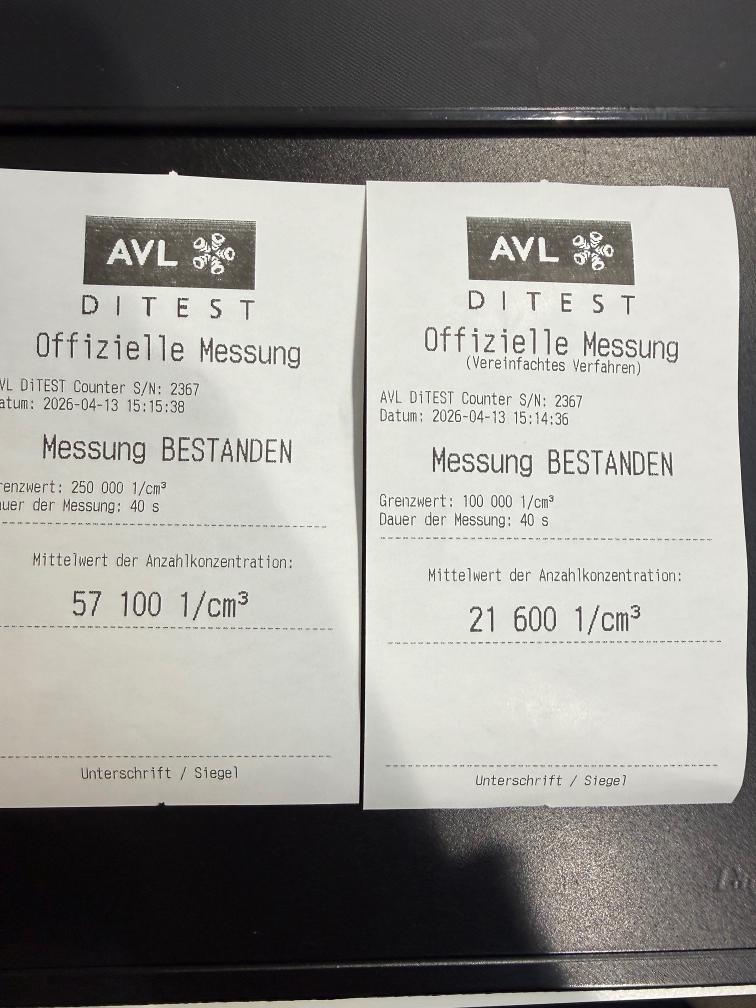 AVL
DITEST
Offizielle Messung
VL DiTEST Counter S/N: 2367
atum: 2026-04-13 15:15:38
Messung BESTANDEN
renzwert: 250 000 1/cm³
uer der Messung: 40 s
Mittelwert der Anzahlkonzentration:
57 100 1/cm³
Unterschrift / Siegel
AVL
DITEST
Offizielle Messung
(Vereinfachtes Verfahren)
AVL DiTEST Counter S/N: 2367
Datum: 2026-04-13 15:14:36
Messung BESTANDEN
Grenzwert: 100 000 1/cm³
Dauer der Messung: 40 s
Mittelwert der Anzahlkonzentration:
21 600 1/cm³
Unterschrift / Siegel